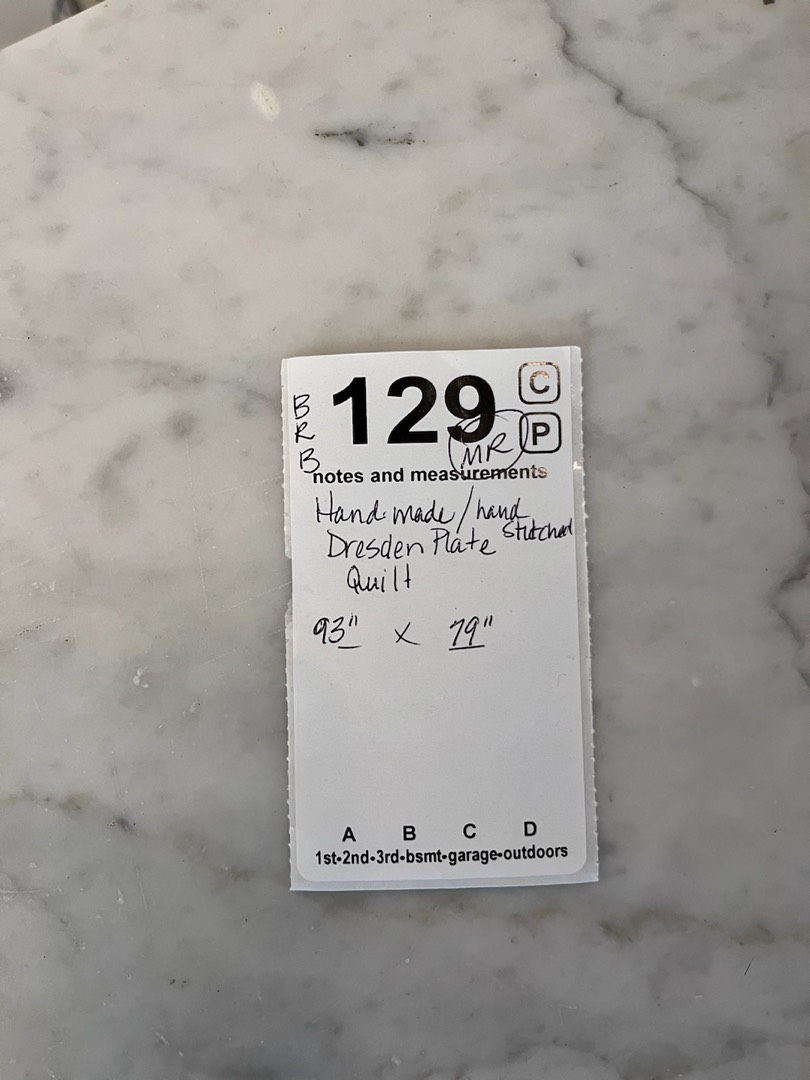 B
R
B
129
C
P
MR
notes and measurements
Hand made/hand
stitched
Dresden Plate
Quilt
93" x 79"
A B C D
1st•2nd•3rd•bsmt•garage•outdoors